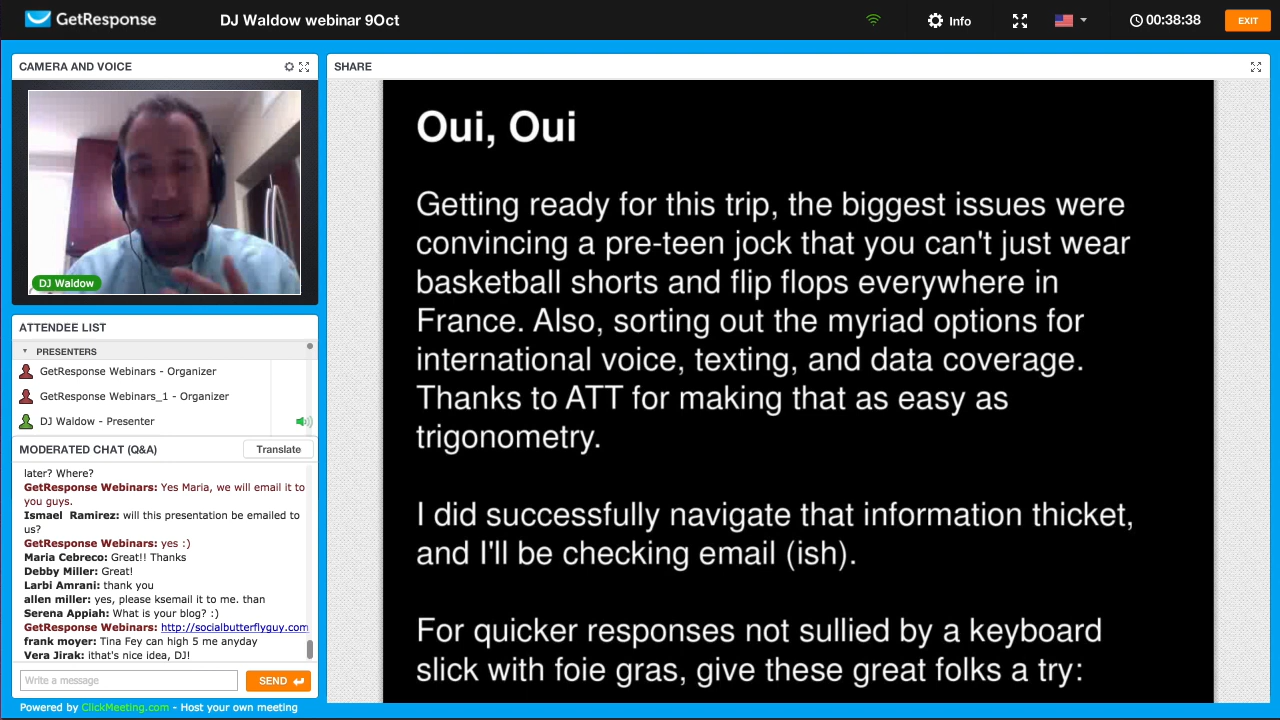 GetResponse
DJ Waldow webinar 9Oct
Info
00:38:38
EXIT
CAMERA AND VOICE
DJ Waldow
ATTENDEE LIST
PRESENTERS
GetResponse Webinars - Organizer
GetResponse Webinars_1 - Organizer
DJ Waldow - Presenter
MODERATED CHAT (Q&A)
Translate
later? Where?
GetResponse Webinars: Yes Maria, we will email it to
you guys.
Ismael Ramirez: will this presentation be emailed to
us?
GetResponse Webinars: yes :)
Maria Cebreco: Great!! Thanks
Debby Miller: Great!
Larbi Amrani: thank you
allen miller: yes, please ksemail it to me. than
Serena Appiah: What is your blog? :)
GetResponse Webinars: http://socialbutterflyguy.com
frank moyer: Tina Fey can high 5 me anyday
Vera Jirak: ithat's nice idea, DJ!
Write a message
SEND
Powered by ClickMeeting.com - Host your own meeting
SHARE
Oui, Oui
Getting ready for this trip, the biggest issues were
convincing a pre-teen jock that you can't just wear
basketball shorts and flip flops everywhere in
France. Also, sorting out the myriad options for
international voice, texting, and data coverage.
Thanks to ATT for making that as easy as
trigonometry.
I did successfully navigate that information thicket,
and I'll be checking email (ish).
For quicker responses not sullied by a keyboard
slick with foie gras, give these great folks a try: